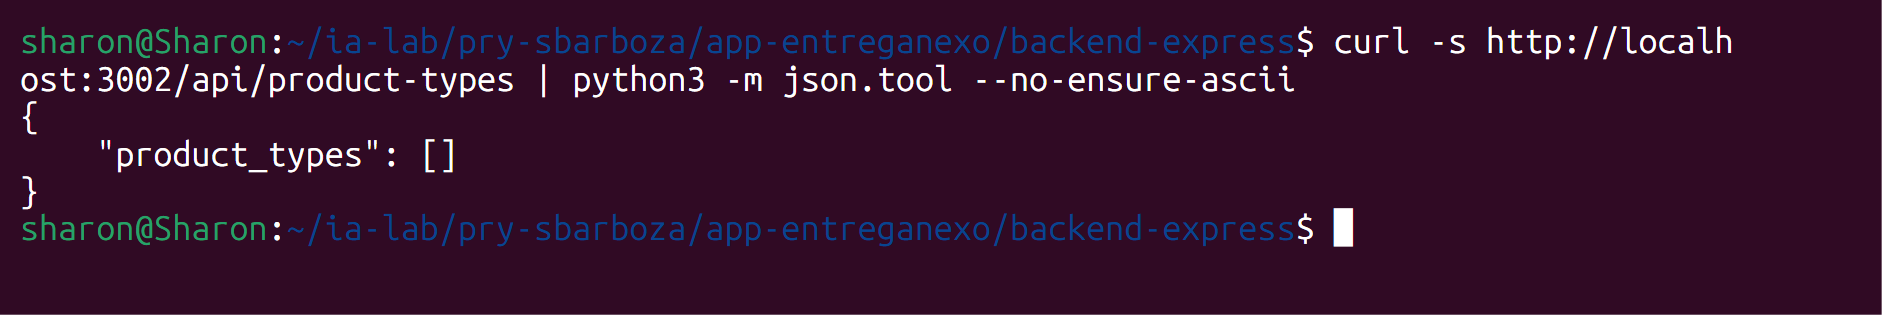 sharon@Sharon:~/ia-lab/pry-sbarboza/app-entreganexo/backend-express$ curl -s http://localh
ost:3002/api/product-types | python3 -m json.tool --no-ensure-ascii
{
    "product_types": []
}
sharon@Sharon:~/ia-lab/pry-sbarboza/app-entreganexo/backend-express$